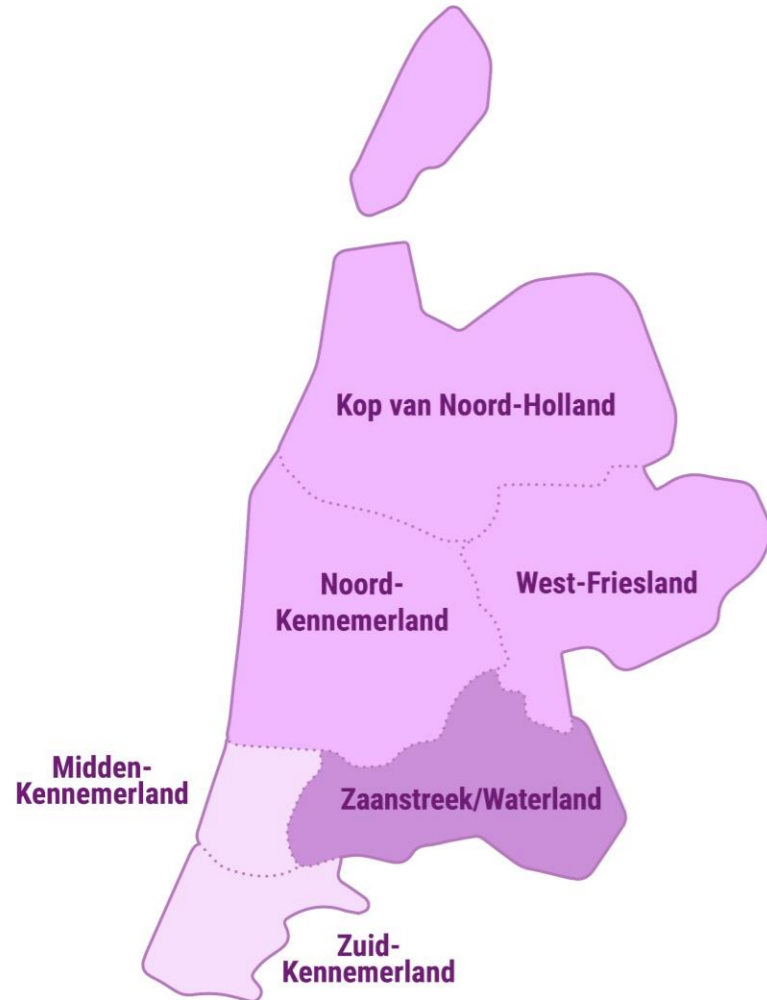 Kop van Noord-Holland
Noord-
Kennemerland
West-Friesland
Midden-
Kennemerland
Zaanstreek/Waterland
Zuid-
Kennemerland